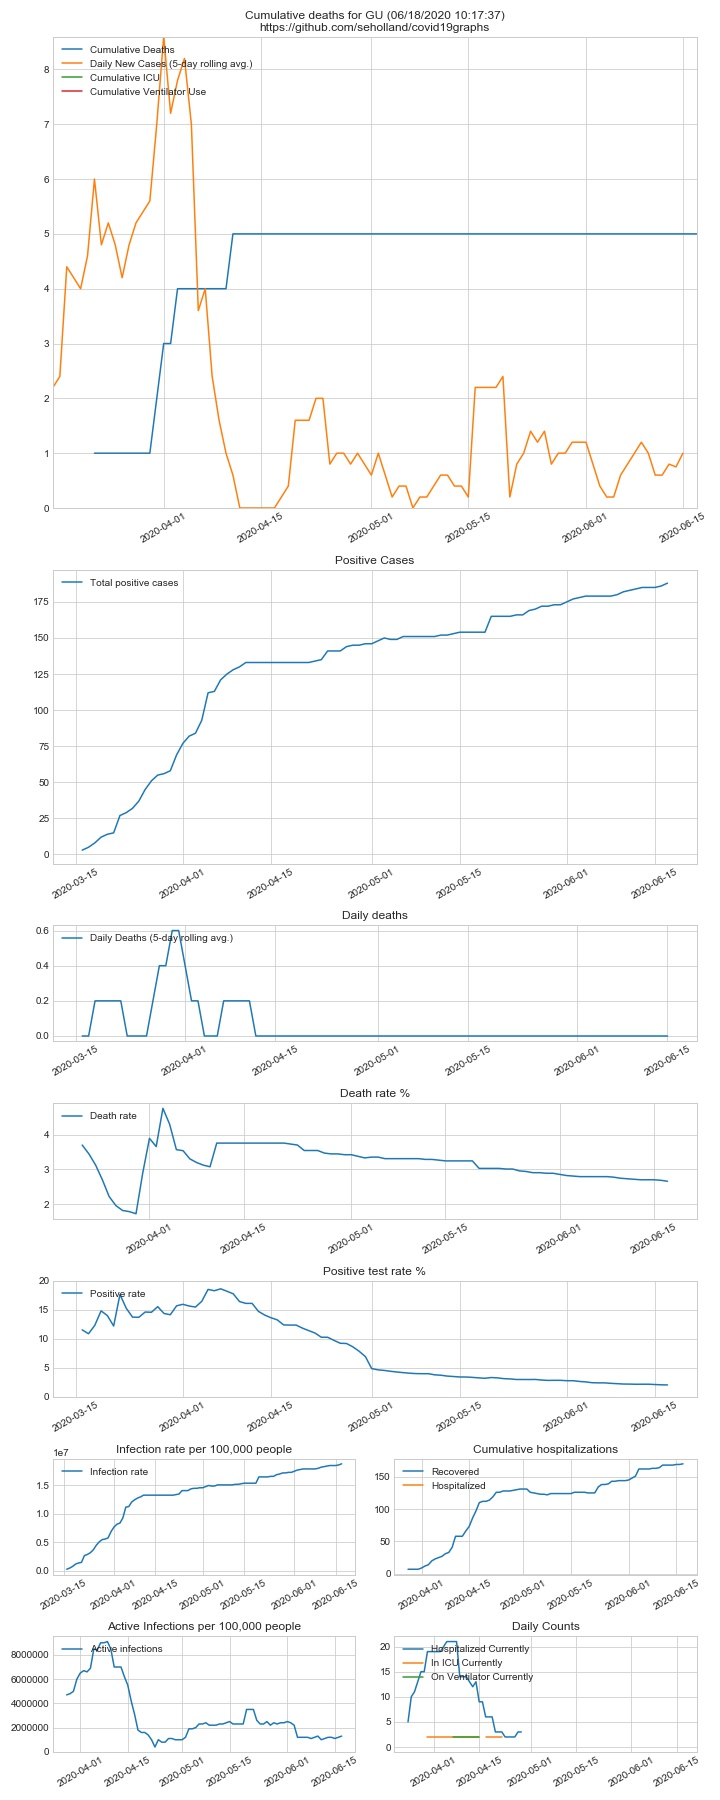 Cumulative deaths for GU (06/18/2020 10:17:37)
https://github.com/seholland/covid19graphs
Cumulative Deaths
Daily New Cases (5-day rolling avg.)
Cumulative ICU
Cumulative Ventilator Use
8
7
6
5
4
3
2
1
0
2020-04-01 2020-04-15 2020-05-01 2020-05-15 2020-06-01 2020-06-15
Positive Cases
Total positive cases
175
150
125
100
75
50
25
0
2020-03-15 2020-04-01 2020-04-15 2020-05-01 2020-05-15 2020-06-01 2020-06-15
Daily deaths
Daily Deaths (5-day rolling avg.)
0.6
0.4
0.2
0.0
2020-03-15 2020-04-01 2020-04-15 2020-05-01 2020-05-15 2020-06-01 2020-06-15
Death rate %
Death rate
4
3
2
2020-04-01 2020-04-15 2020-05-01 2020-05-15 2020-06-01 2020-06-15
Positive test rate %
Positive rate
20
15
10
5
0
2020-03-15 2020-04-01 2020-04-15 2020-05-01 2020-05-15 2020-06-01 2020-06-15
Infection rate per 100,000 people
1e7
Infection rate
1.5
1.0
0.5
0.0
2020-03-15 2020-04-01 2020-04-15 2020-05-01 2020-05-15 2020-06-01 2020-06-15
Cumulative hospitalizations
Recovered
Hospitalized
150
100
50
0
2020-04-01 2020-04-15 2020-05-01 2020-05-15 2020-06-01 2020-06-15
Active Infections per 100,000 people
Active infections
8000000
6000000
4000000
2000000
0
2020-04-01 2020-04-15 2020-05-01 2020-05-15 2020-06-01 2020-06-15
Daily Counts
Hospitalized Currently
In ICU Currently
On Ventilator Currently
20
15
10
5
0
2020-04-01 2020-04-15 2020-05-01 2020-05-15 2020-06-01 2020-06-15